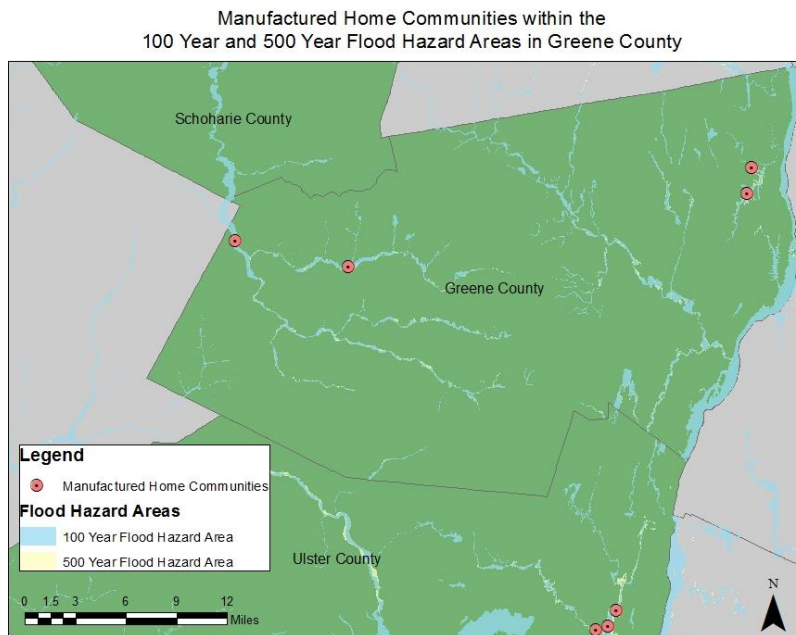 Manufactured Home Communities within the
100 Year and 500 Year Flood Hazard Areas in Greene County
Schoharie County
Greene County
Ulster County
Legend
Manufactured Home Communities
Flood Hazard Areas
100 Year Flood Hazard Area
500 Year Flood Hazard Area
0 1.5 3 6 9 12
Miles
N